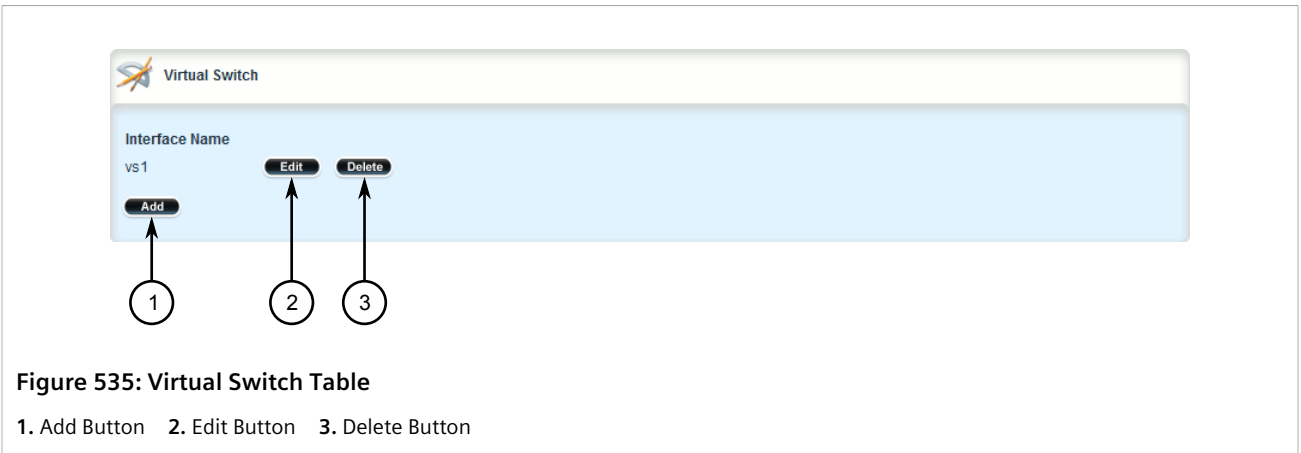 Virtual Switch
Interface Name
vs1 Edit Delete
Add
1 2 3
Figure 535: Virtual Switch Table
1. Add Button 2. Edit Button 3. Delete Button